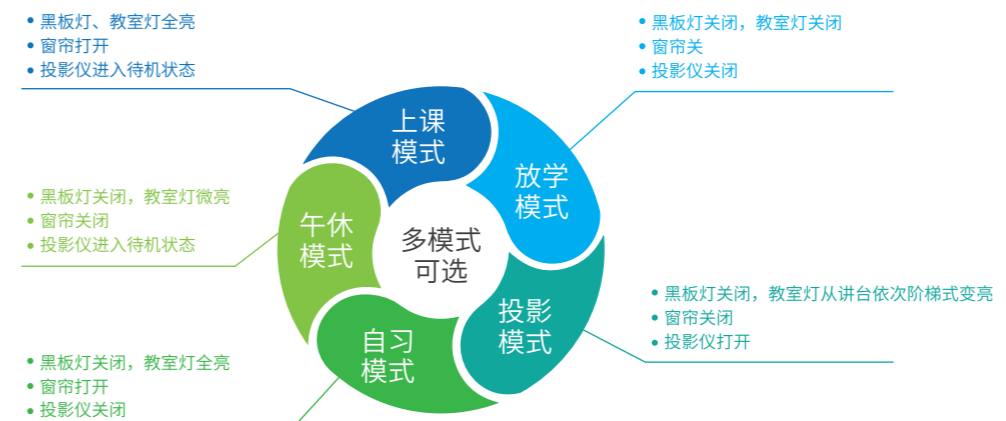 • 黑板灯、教室灯全亮
• 窗帘打开
• 投影仪进入待机状态
• 黑板灯关闭，教室灯关闭
• 窗帘关
• 投影仪关闭
上课
模式
放学
模式
• 黑板灯关闭，教室灯微亮
• 窗帘关闭
• 投影仪进入待机状态
午休
模式
多模式
可选
投影
模式
• 黑板灯关闭，教室灯从讲台依次阶梯式变亮
• 窗帘关闭
• 投影仪打开
自习
模式
• 黑板灯关闭，教室灯全亮
• 窗帘打开
• 投影仪关闭